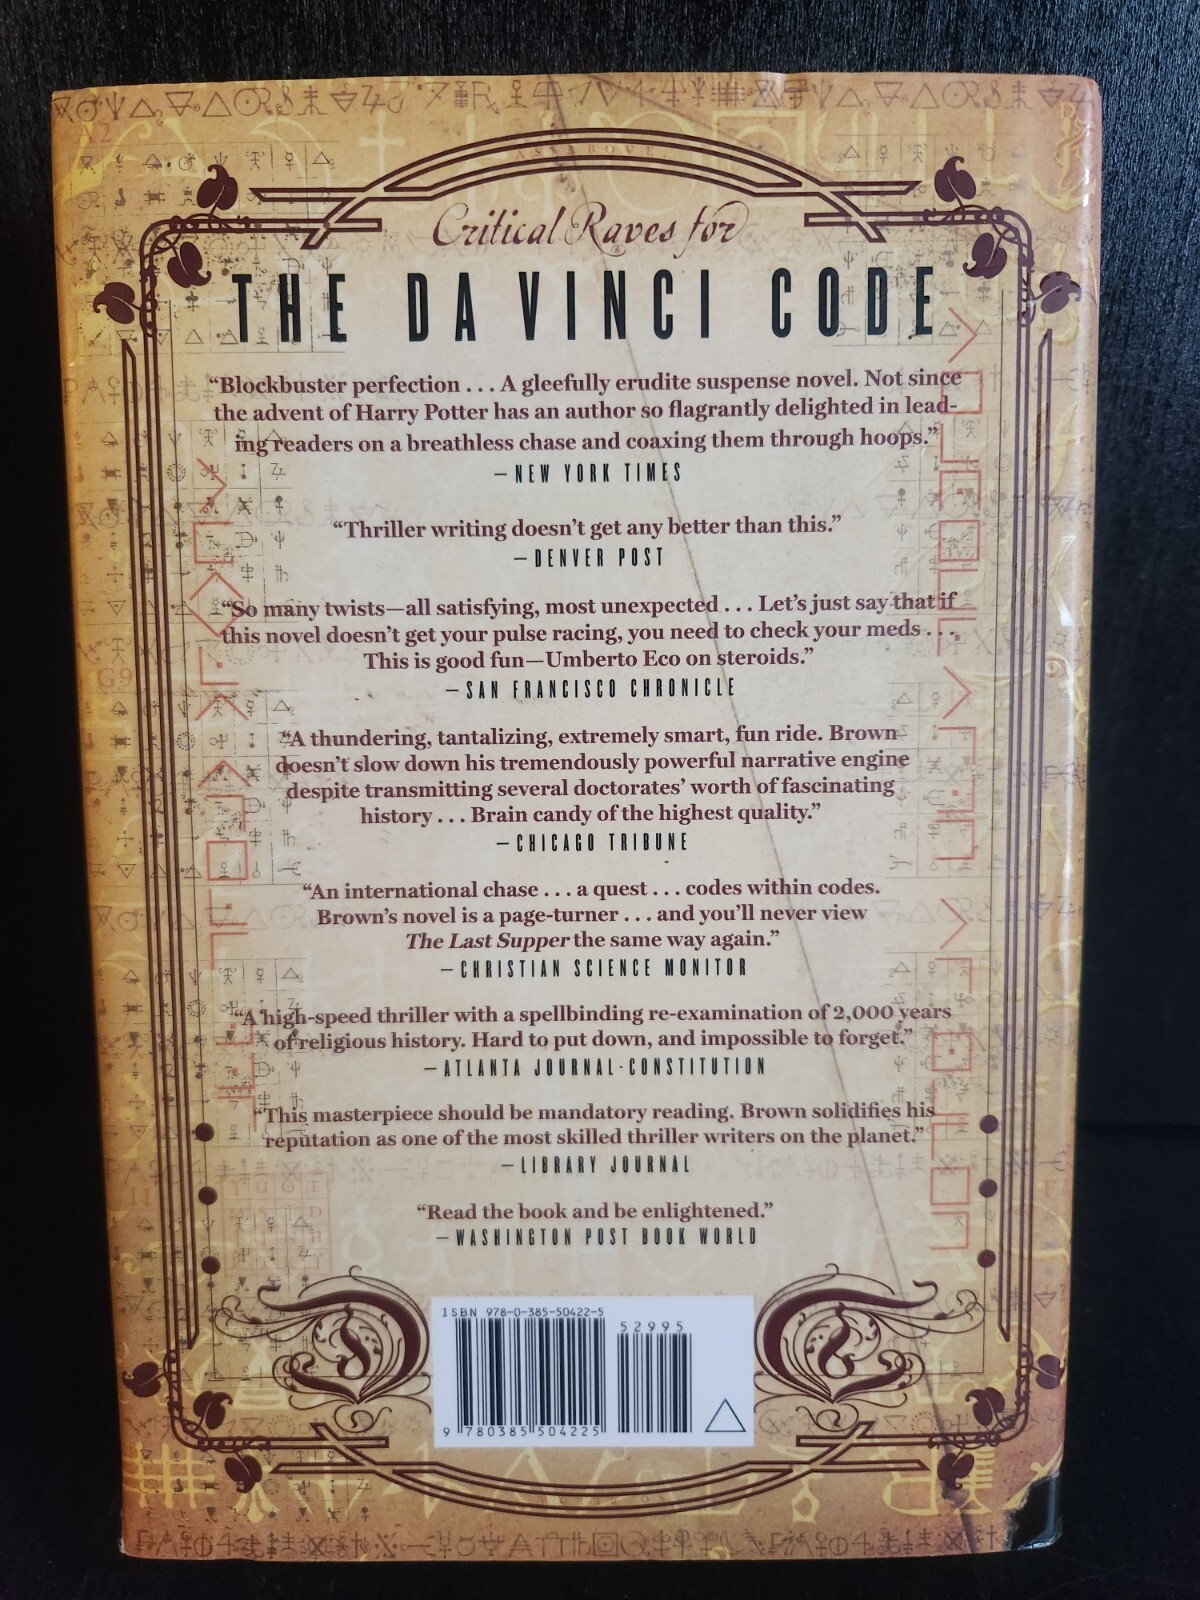 AS ABOVE
Critical Raves for
THE DA VINCI CODE
“Blockbuster perfection . . . A gleefully erudite suspense novel. Not since
the advent of Harry Potter has an author so flagrantly delighted in lead-
ing readers on a breathless chase and coaxing them through hoops.”
—NEW YORK TIMES
“Thriller writing doesn’t get any better than this.”
—DENVER POST
“So many twists—all satisfying, most unexpected . . . Let’s just say that if
this novel doesn’t get your pulse racing, you need to check your meds . . .
This is good fun—Umberto Eco on steroids.”
—SAN FRANCISCO CHRONICLE
“A thundering, tantalizing, extremely smart, fun ride. Brown
doesn’t slow down his tremendously powerful narrative engine
despite transmitting several doctorates’ worth of fascinating
history . . . Brain candy of the highest quality.”
—CHICAGO TRIBUNE
“An international chase . . . a quest . . . codes within codes.
Brown’s novel is a page-turner . . . and you’ll never view
The Last Supper the same way again.”
—CHRISTIAN SCIENCE MONITOR
“A high-speed thriller with a spellbinding re-examination of 2,000 years
of religious history. Hard to put down, and impossible to forget.”
—ATLANTA JOURNAL-CONSTITUTION
“This masterpiece should be mandatory reading. Brown solidifies his
reputation as one of the most skilled thriller writers on the planet.”
—LIBRARY JOURNAL
“Read the book and be enlightened.”
—WASHINGTON POST BOOK WORLD
ISBN 978-0-385-50422-5
52995
9 780385 504225